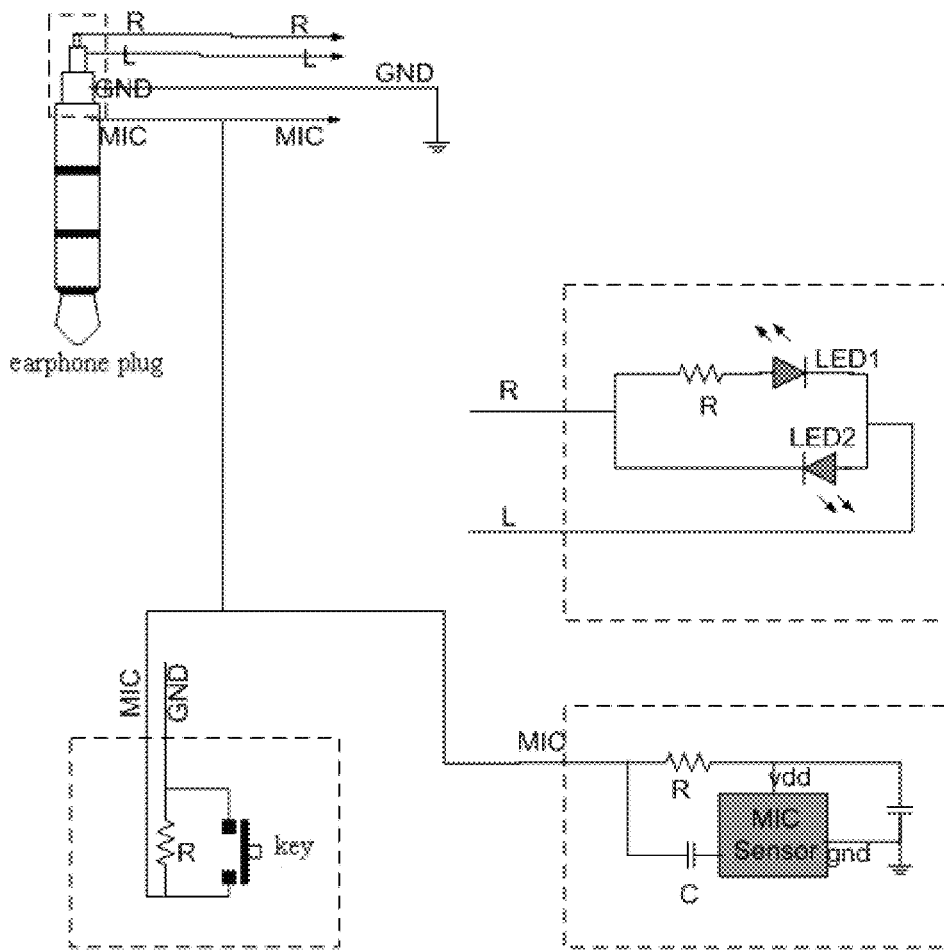 R R
L L
GND GND
MIC MIC
earphone plug
LED1
R
R
LED2
L
MIC
GND
MIC
R
vdd
MIC
Sensor
gnd
C
R
key